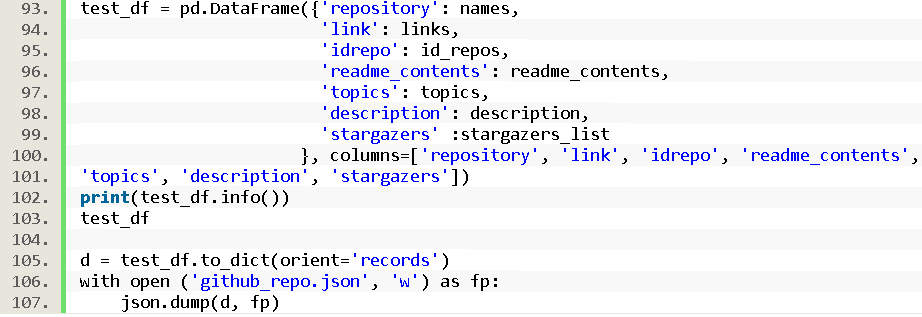 93. test_df = pd.DataFrame({'repository': names,
94. 'link': links,
95. 'idrepo': id_repos,
96. 'readme_contents': readme_contents,
97. 'topics': topics,
98. 'description': description,
99. 'stargazers' :stargazers_list
100. }, columns=['repository', 'link', 'idrepo', 'readme_contents',
101. 'topics', 'description', 'stargazers'])
102. print(test_df.info())
103. test_df
104.
105. d = test_df.to_dict(orient='records')
106. with open ('github_repo.json', 'w') as fp:
107. json.dump(d, fp)